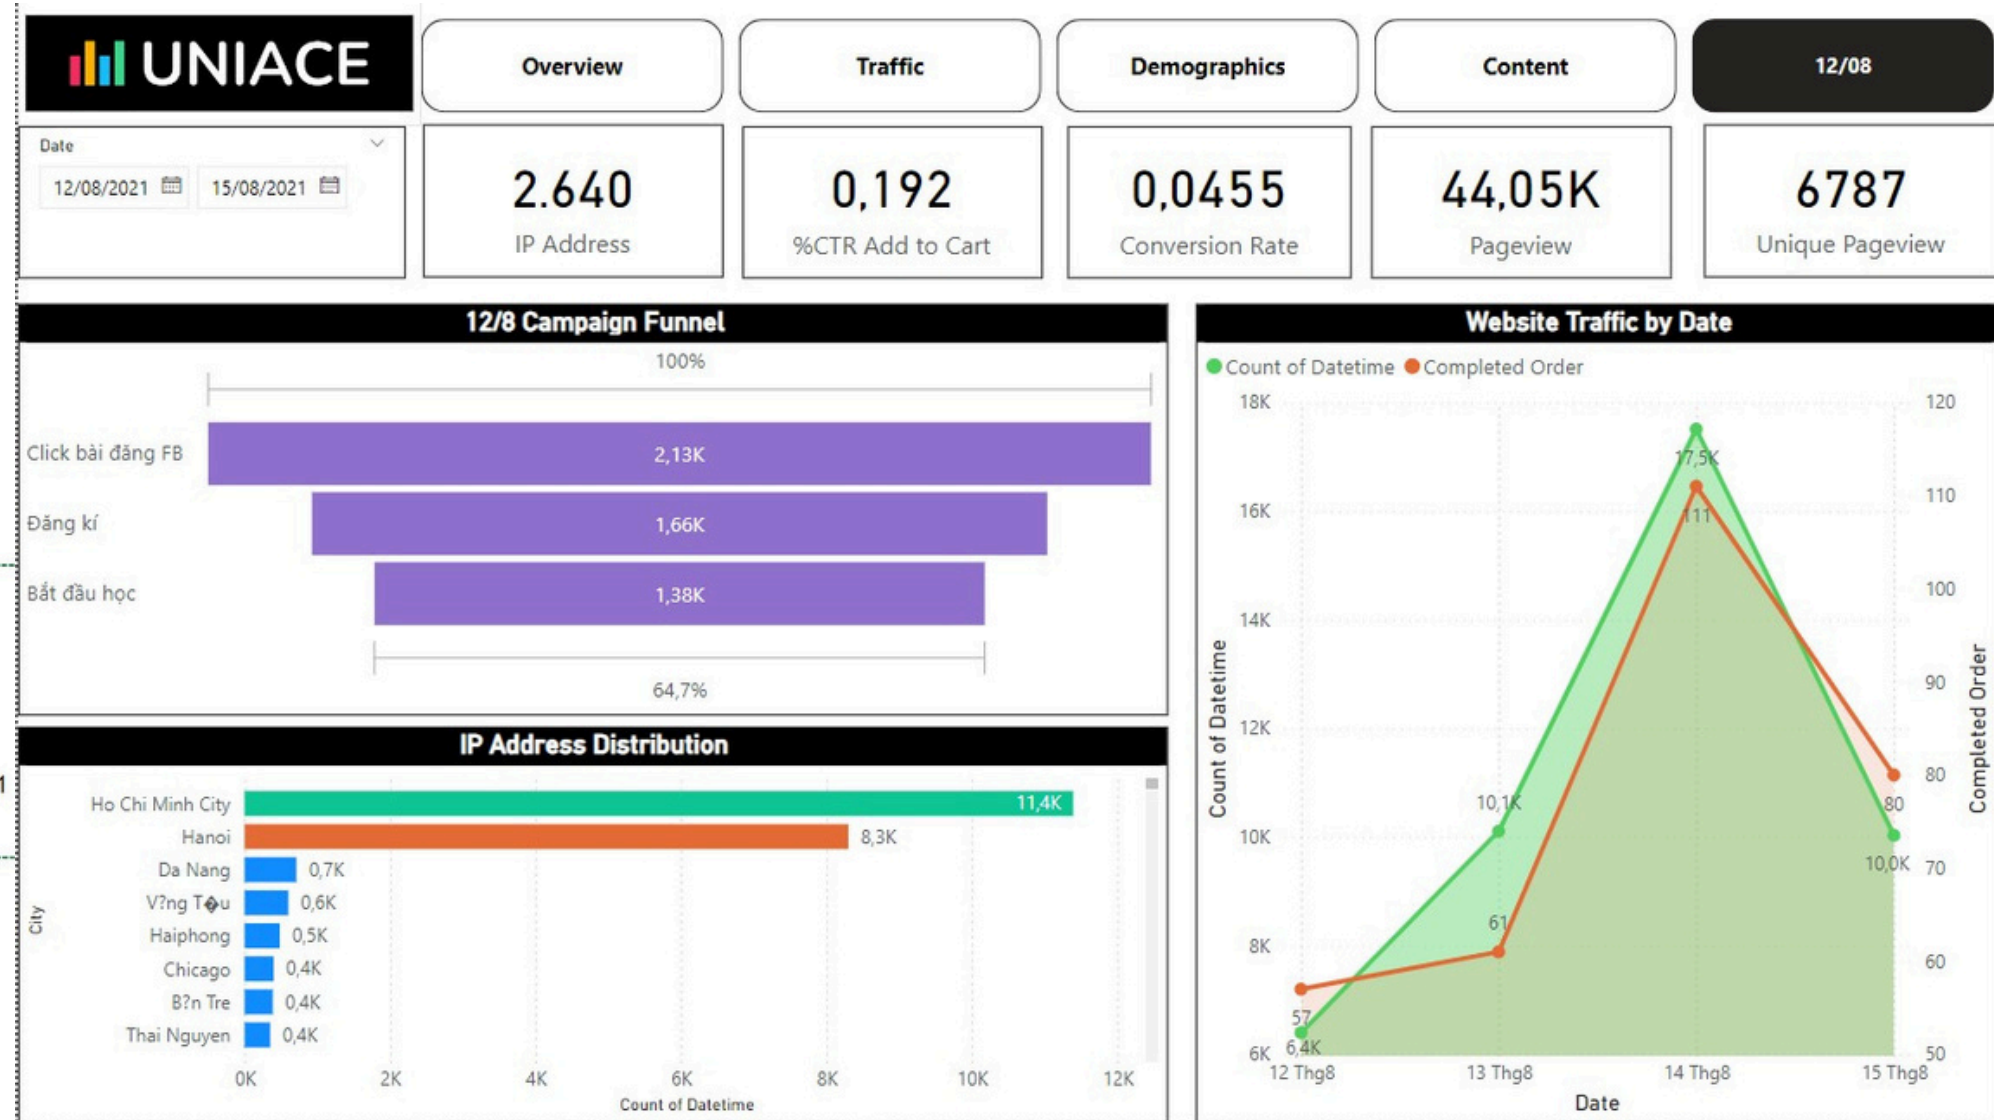 UNIACE
Overview
Traffic
Demographics
Content
12/08
Date
12/08/2021
15/08/2021
2.640
IP Address
0,192
%CTR Add to Cart
0,0455
Conversion Rate
44,05K
Pageview
6787
Unique Pageview
12/8 Campaign Funnel
100%
Click bài đăng FB
2,13K
Đăng kí
1,66K
Bắt đầu học
1,38K
64,7%
IP Address Distribution
City
Ho Chi Minh City
11,4K
Hanoi
8,3K
Da Nang
0,7K
V?ng T�u
0,6K
Haiphong
0,5K
Chicago
0,4K
B?n Tre
0,4K
Thai Nguyen
0,4K
0K 2K 4K 6K 8K 10K 12K
Count of Datetime
Website Traffic by Date
Count of Datetime Completed Order
18K
16K
14K
12K
10K
8K
6K
Count of Datetime
120
110
100
90
80
70
60
50
Completed Order
17,5K
111
10,1K
61
80
10,0K
57
6,4K
12 Thg8 13 Thg8 14 Thg8 15 Thg8
Date
1